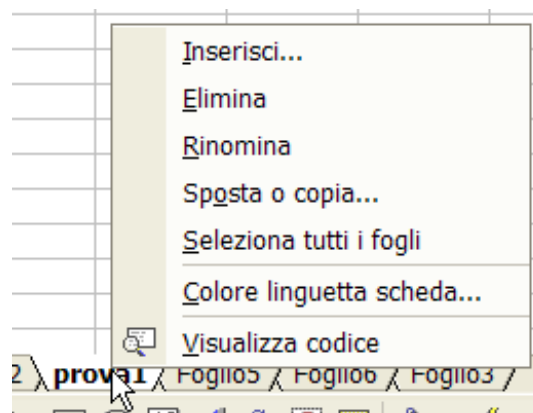 Inserisci...
Elimina
Rinomina
Sposta o copia...
Seleziona tutti i fogli
Colore linguetta scheda...
Visualizza codice
2 prova1 Foglio5 Foglio6 Foglio3